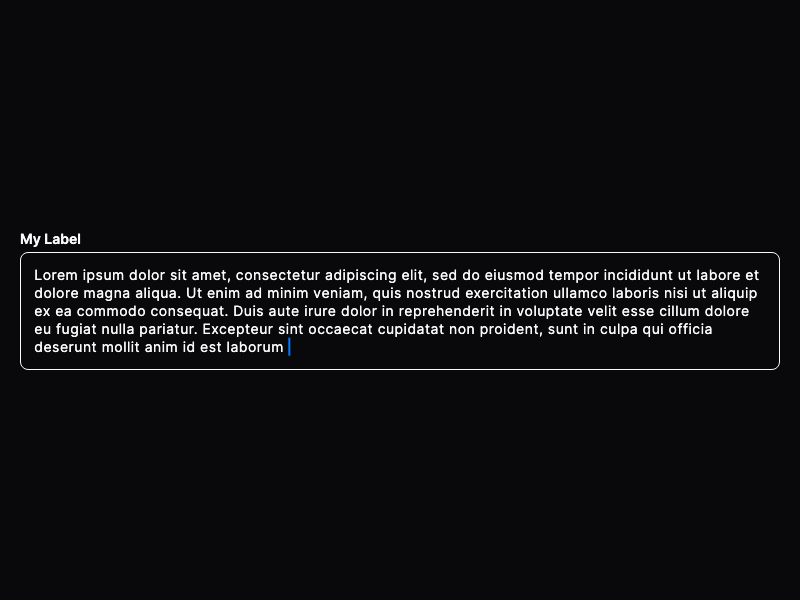 My Label
Lorem ipsum dolor sit amet, consectetur adipiscing elit, sed do eiusmod tempor incididunt ut labore et
dolore magna aliqua. Ut enim ad minim veniam, quis nostrud exercitation ullamco laboris nisi ut aliquip
ex ea commodo consequat. Duis aute irure dolor in reprehenderit in voluptate velit esse cillum dolore
eu fugiat nulla pariatur. Excepteur sint occaecat cupidatat non proident, sunt in culpa qui officia
deserunt mollit anim id est laborum